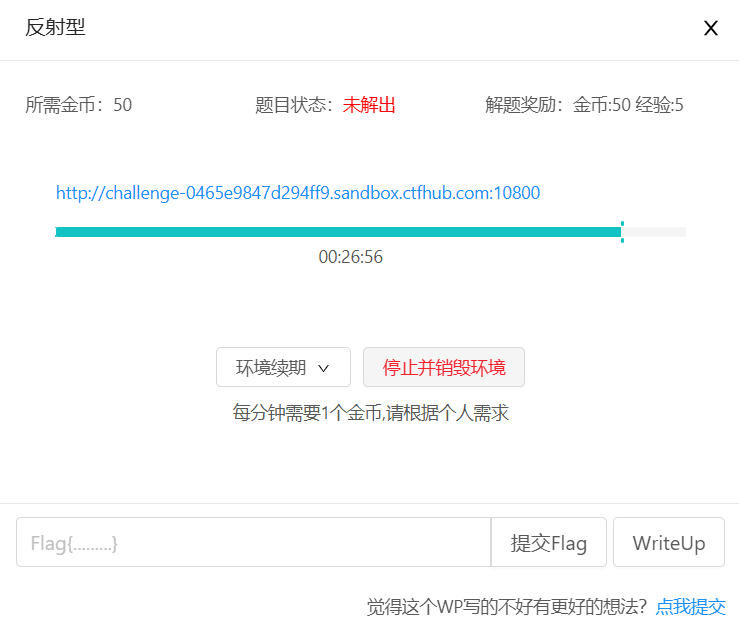 反射型
X
所需金币：50 题目状态：未解出 解题奖励：金币:50 经验:5
http://challenge-0465e9847d294ff9.sandbox.ctfhub.com:10800
00:26:56
环境续期 停止并销毁环境
每分钟需要1个金币,请根据个人需求
Flag{.........} 提交Flag WriteUp
觉得这个WP写的不好有更好的想法？点我提交